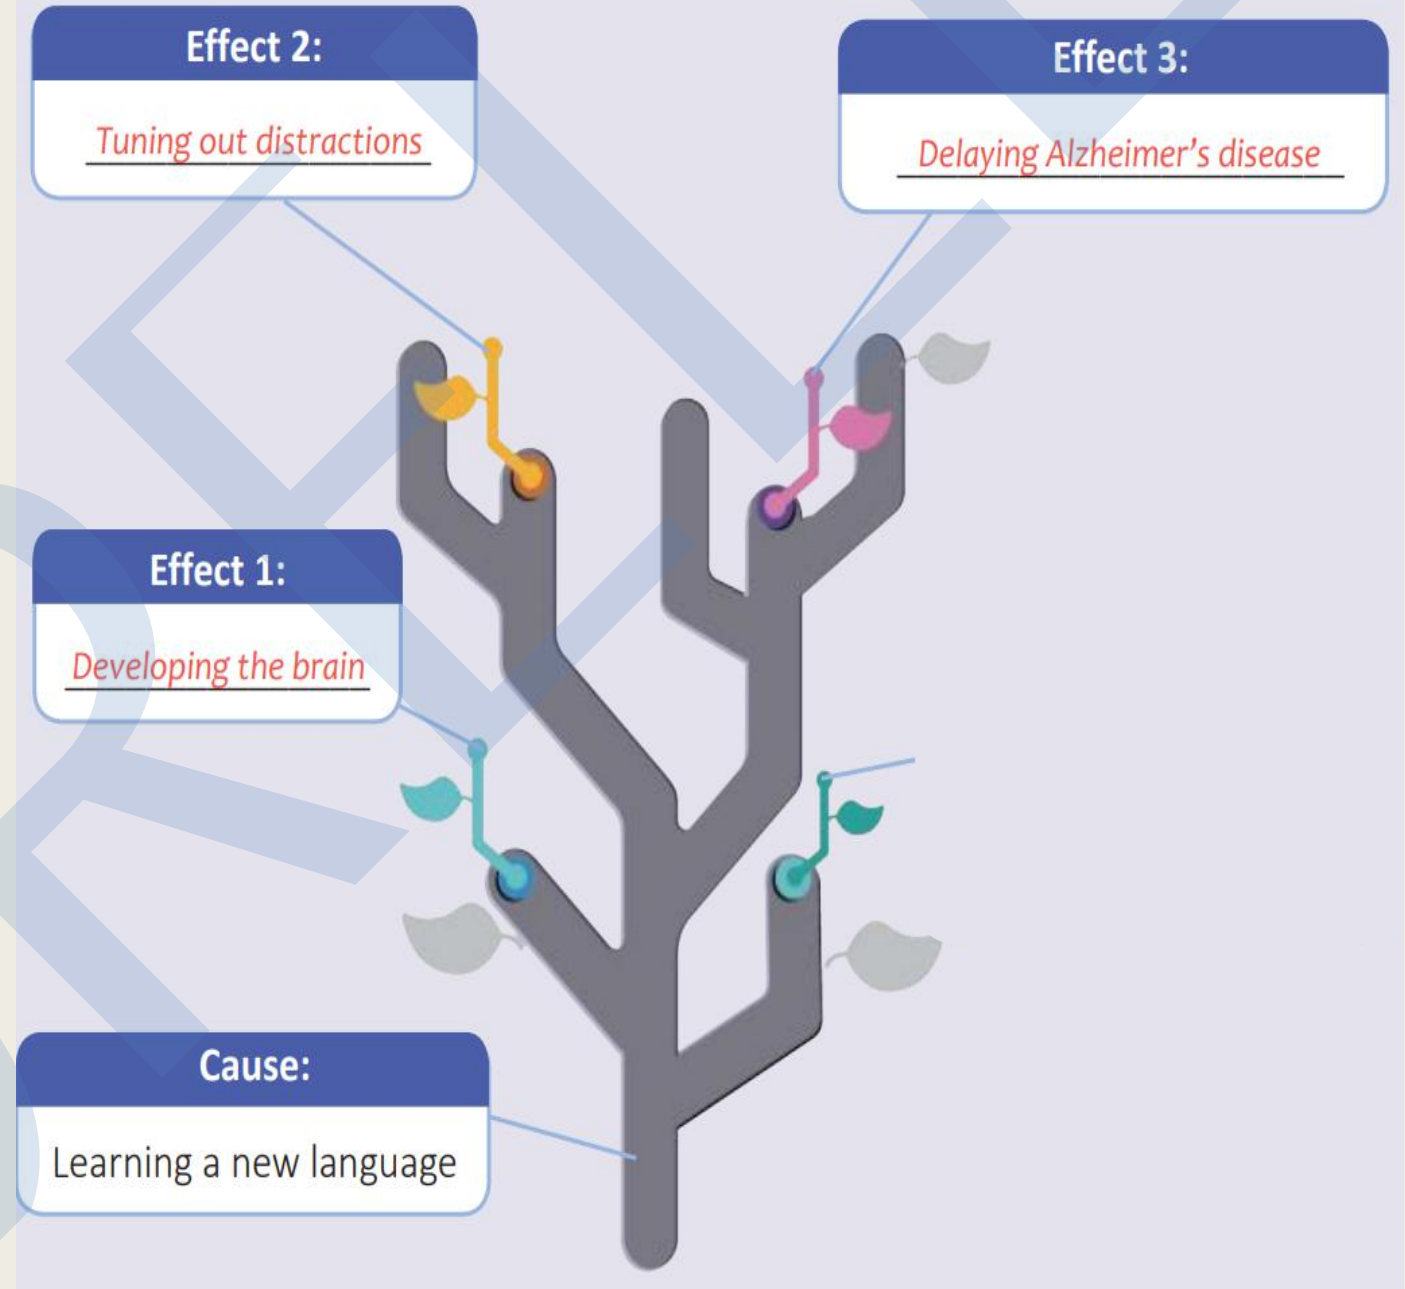 Effect 2:
Tuning out distractions
Effect 3:
Delaying Alzheimer's disease
Effect 1:
Developing the brain
Cause:
Learning a new language